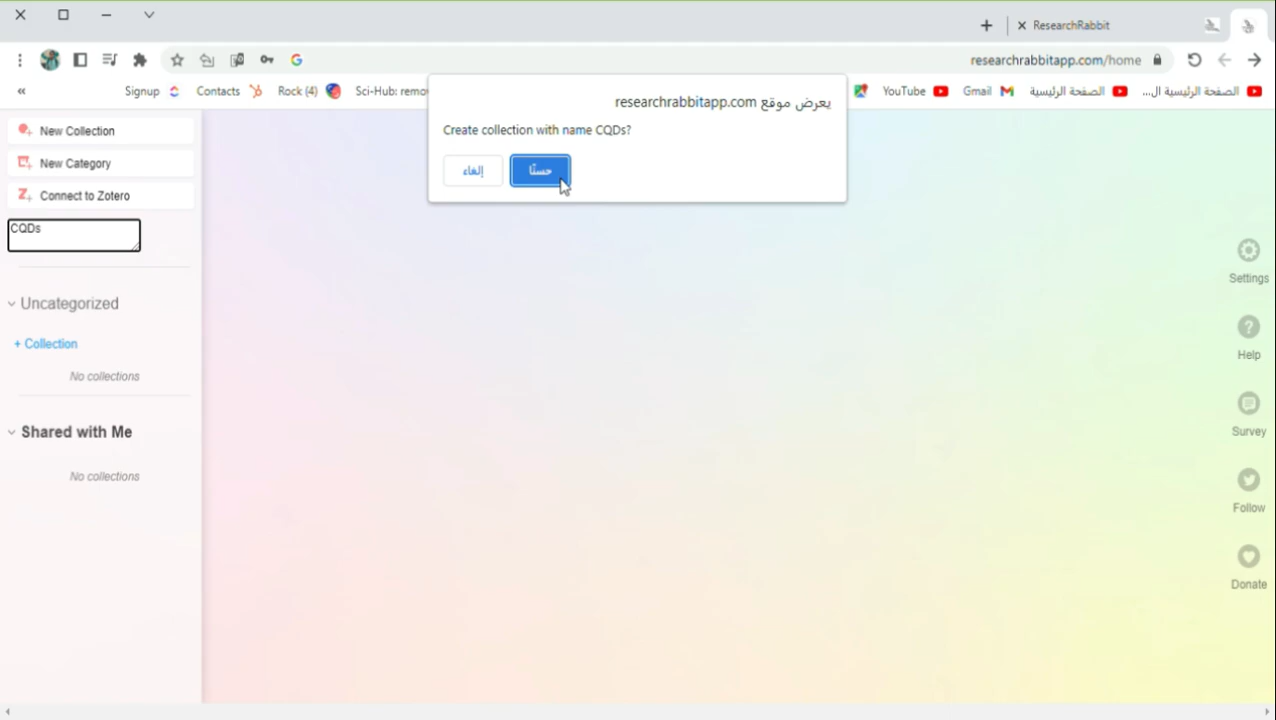 ResearchRabbit
researchrabbitapp.com/home
Signup
Contacts
Rock (4)
Sci-Hub: remo
YouTube
Gmail
الصفحة الرئيسية
الصفحة الرئيسية ال...
يعرض موقع researchrabbitapp.com
Create collection with name CQDs?
إلغاء
حسنًا
New Collection
New Category
Connect to Zotero
CQDs
Uncategorized
+ Collection
No collections
Shared with Me
No collections
Settings
Help
Survey
Follow
Donate